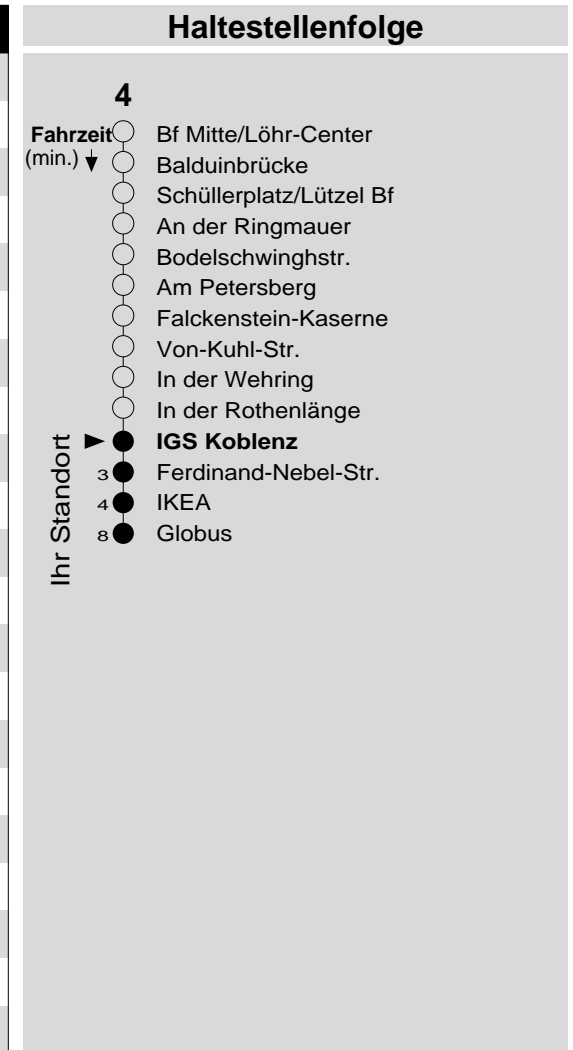 Haltestellenfolge
4
Fahrzeit
(min.)
Bf Mitte/Löhr-Center
Balduinbrücke
Schüllerplatz/Lützel Bf
An der Ringmauer
Bodelschwinghstr.
Am Petersberg
Falckenstein-Kaserne
Von-Kuhl-Str.
In der Wehring
In der Rothenlänge
Ihr Standort
IGS Koblenz
3 Ferdinand-Nebel-Str.
4 IKEA
8 Globus